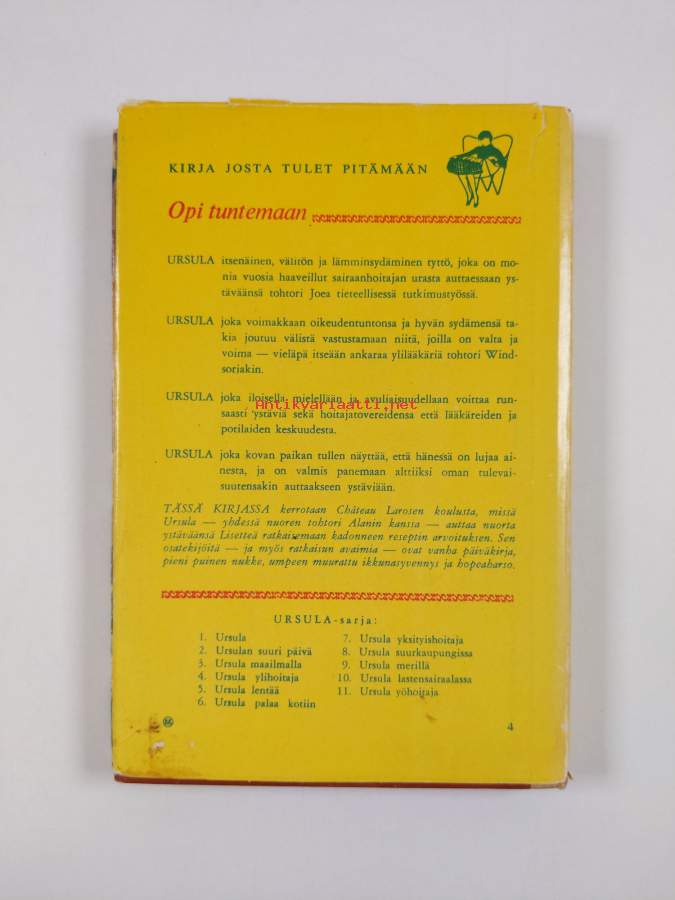 KIRJA JOSTA TULET PITÄMÄÄN
Opi tuntemaan
URSULA itsenäinen, välitön ja lämminsydäminen tyttö, joka on mo-
nia vuosia haaveillut sairaanhoitajan urasta auttaessaan ys-
täväänsä tohtori Joea tieteellisessä tutkimustyössä.
URSULA joka voimakkaan oikeudentuntonsa ja hyvän sydämensä ta-
kia joutuu välistä vastustamaan niitä, joilla on valta ja
voima — vieläpä itseään ankaraa ylilääkäriä tohtori Wind-
soriakin.
URSULA joka iloisella mielellään ja avuliaisuudellaan voittaa run-
Antikvariaatti.net
saasti ystäviä sekä hoitajatovereidensa että lääkäreiden ja
potilaiden keskuudesta.
URSULA joka kovan paikan tullen näyttää, että hänessä on lujaa ai-
nesta, ja on valmis panemaan alttiiksi oman tulevai-
suutensakin auttaakseen ystäviään.
TÄSSÄ KIRJASSA kerrotaan Château Larosen koulusta, missä
Ursula — yhdessä nuoren tohtori Alanin kanssa — auttaa nuorta
ystäväänsä Lisetteä ratkaisemaan kadonneen reseptin arvoituksen. Sen
osatekijöitä — ja myös ratkaisun avaimia — ovat vanha päiväkirja,
pieni puinen nukke, umpeen muurattu ikkunasyvennys ja hopeaharso.
URSULA-sarja:
1. Ursula
2. Ursulan suuri päivä
3. Ursula maailmalla
4. Ursula ylihoitaja
5. Ursula lentää
6. Ursula palaa kotiin
7. Ursula yksityishoitaja
8. Ursula suurkaupungissa
9. Ursula merillä
10. Ursula lastensairaalassa
11. Ursula yöhoitaja
4